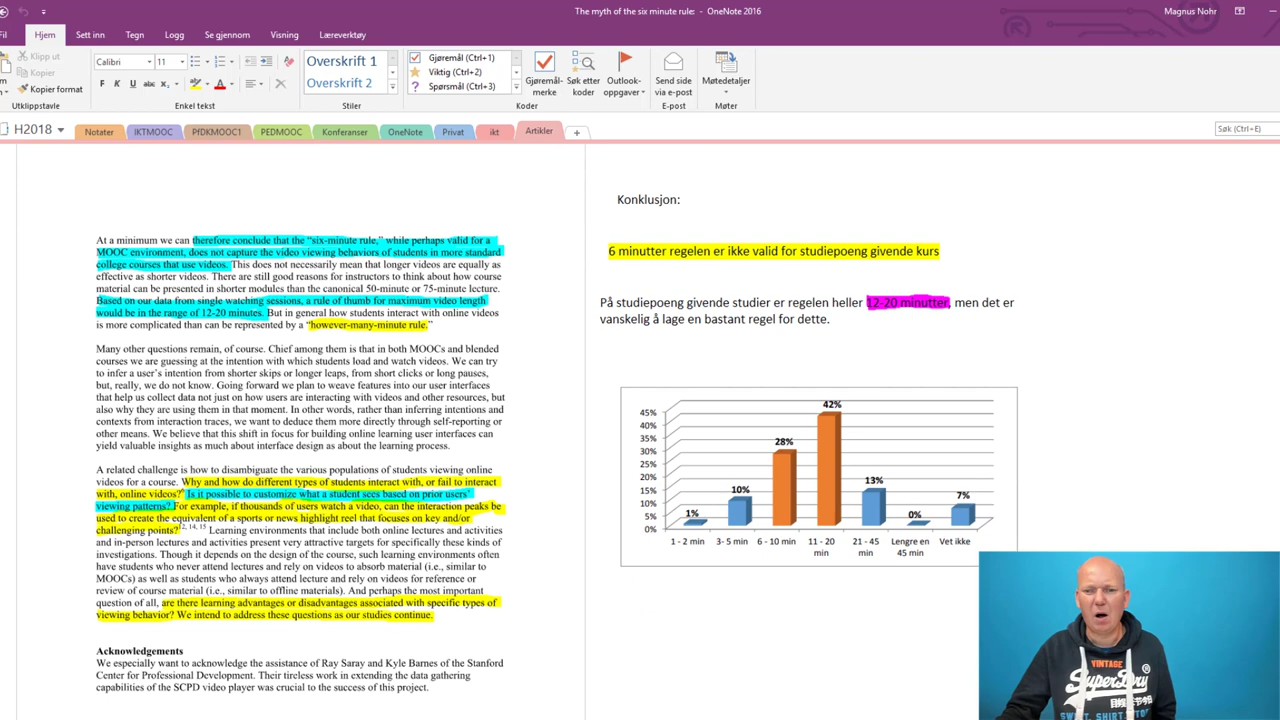 The myth of the six minute rule: - OneNote 2016
Magnus Nohr
Fil
Hjem
Sett inn
Tegn
Logg
Se gjennom
Visning
Læreverktøy
Klipp ut
Kopier
Kopier format
Utklippstavle
Calibri
11
F K U abc x
Enkel tekst
Overskrift 1
Overskrift 2
Stiler
Gjøremål (Ctrl+1)
Viktig (Ctrl+2)
Spørsmål (Ctrl+3)
Gjøremål-
merke
Søk etter
koder
Outlook-
oppgaver
Koder
Send side
via e-post
E-post
Møtedetaljer
Møter
H2018
Notater
IKTMOOC
PfDKMOOC1
PEDMOOC
Konferanser
OneNote
Privat
ikt
Artikler
Søk (Ctrl+E)
At a minimum we can therefore conclude that the “six-minute rule,” while perhaps valid for a
MOOC environment, does not capture the video viewing behaviors of students in more standard
college courses that use videos. This does not necessarily mean that longer videos are equally as
effective as shorter videos. There are still good reasons for instructors to think about how course
material can be presented in shorter modules than the canonical 50-minute or 75-minute lecture.
Based on our data from single watching sessions, a rule of thumb for maximum video length
would be in the range of 12-20 minutes. But in general how students interact with online videos
is more complicated than can be represented by a “however-many-minute rule.”
Many other questions remain, of course. Chief among them is that in both MOOCs and blended
courses we are guessing at the intention with which students load and watch videos. We can try
to infer a user’s intention from shorter skips or longer leaps, from short clicks or long pauses,
but, really, we do not know. Going forward we plan to weave features into our user interfaces
that help us collect data not just on how users are interacting with videos and other resources, but
also why they are using them in that moment. In other words, rather than inferring intentions and
contexts from interaction traces, we want to deduce them more directly through self-reporting or
other means. We believe that this shift in focus for building online learning user interfaces can
yield valuable insights as much about interface design as about the learning process.
A related challenge is how to disambiguate the various populations of students viewing online
videos for a course. Why and how do different types of students interact with, or fail to interact
with, online videos? Is it possible to customize what a student sees based on prior users’
viewing patterns? For example, if thousands of users watch a video, can the interaction peaks be
used to create the equivalent of a sports or news highlight reel that focuses on key and/or
challenging points?12, 14, 15 Learning environments that include both online lectures and activities
and in-person lectures and activities present very attractive targets for specifically these kinds of
investigations. Though it depends on the design of the course, such learning environments often
have students who never attend lectures and rely on videos to absorb material (i.e., similar to
MOOCs) as well as students who always attend lecture and rely on videos for reference or
review of course material (i.e., similar to offline materials). And perhaps the most important
question of all, are there learning advantages or disadvantages associated with specific types of
viewing behavior? We intend to address these questions as our studies continue.
Acknowledgements
We especially want to acknowledge the assistance of Ray Saray and Kyle Barnes of the Stanford
Center for Professional Development. Their tireless work in extending the data gathering
capabilities of the SCPD video player was crucial to the success of this project.
Konklusjon:
6 minutter regelen er ikke valid for studiepoeng givende kurs
På studiepoeng givende studier er regelen heller 12-20 minutter, men det er
vanskelig å lage en bastant regel for dette.
45%
40%
35%
30%
25%
20%
15%
10%
5%
0%
1%
10%
28%
42%
13%
0%
7%
1 - 2 min
3- 5 min
6 - 10 min
11 - 20
min
21 - 45
min
Lengre en
45 min
Vet ikke
VINTAGE
SuperDry